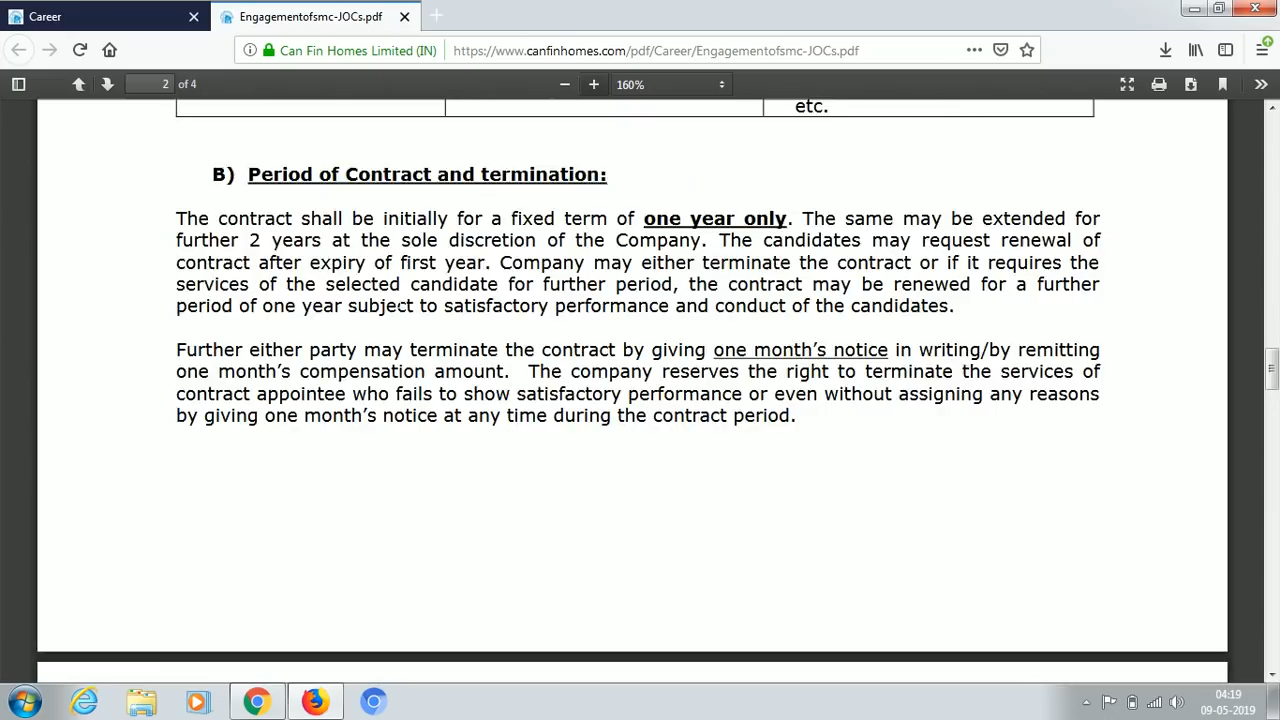 Career
Engagementofsmc-JOCs.pdf
Can Fin Homes Limited (IN)
https://www.canfinhomes.com/pdf/Career/Engagementofsmc-JOCs.pdf
2 of 4
160%
etc.
B) Period of Contract and termination:
The contract shall be initially for a fixed term of one year only. The same may be extended for
further 2 years at the sole discretion of the Company. The candidates may request renewal of
contract after expiry of first year. Company may either terminate the contract or if it requires the
services of the selected candidate for further period, the contract may be renewed for a further
period of one year subject to satisfactory performance and conduct of the candidates.
Further either party may terminate the contract by giving one month’s notice in writing/by remitting
one month’s compensation amount. The company reserves the right to terminate the services of
contract appointee who fails to show satisfactory performance or even without assigning any reasons
by giving one month’s notice at any time during the contract period.
04:19
09-05-2019